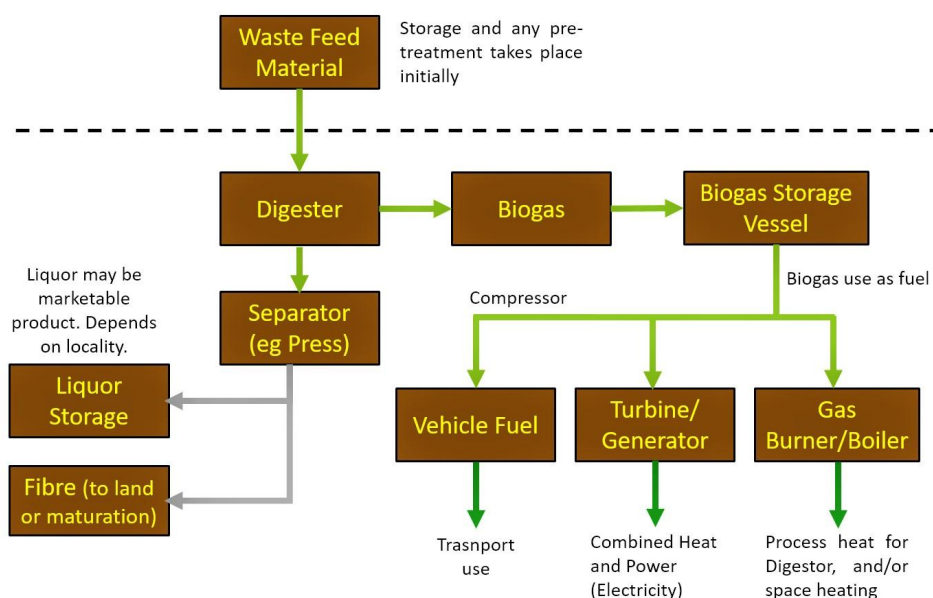 Waste Feed
Material
Storage and any pre-
treatment takes place
initially
Digester
Biogas
Biogas Storage
Vessel
Liquor may be
marketable
product. Depends
on locality.
Separator
(eg Press)
Compressor
Biogas use as fuel
Liquor
Storage
Vehicle Fuel
Turbine/
Generator
Gas
Burner/Boiler
Fibre (to land
or maturation)
Trasnport
use
Combined Heat
and Power
(Electricity)
Process heat for
Digestor, and/or
space heating